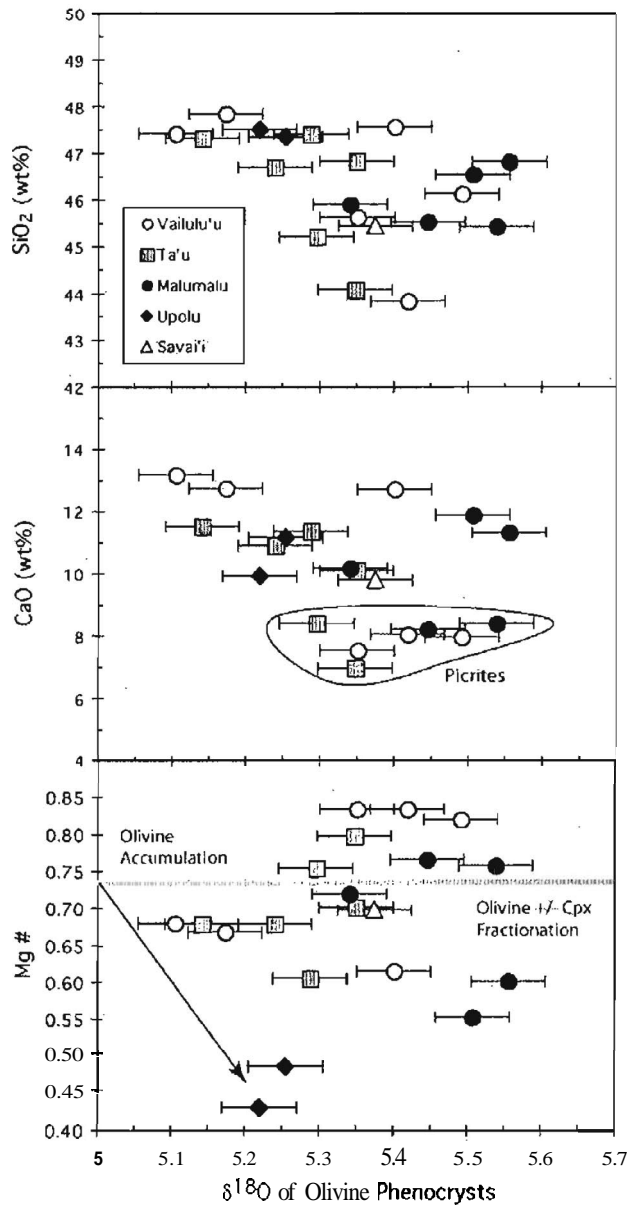 50
49
48
47
46
45
44
43
42
SiO2 (wt%)
Vailulu'u
Ta'u
Malumalu
Upolu
Savai'i
14
12
10
8
6
4
CaO (wt%)
Picrites
0.85
0.80
0.75
0.70
0.65
0.60
0.55
0.50
0.45
0.40
Mg #
Olivine
Accumulation
Olivine +/- Cpx
Fractionation
5 5.1 5.2 5.3 5.4 5.5 5.6 5.7
δ18O of Olivine Phenocrysts